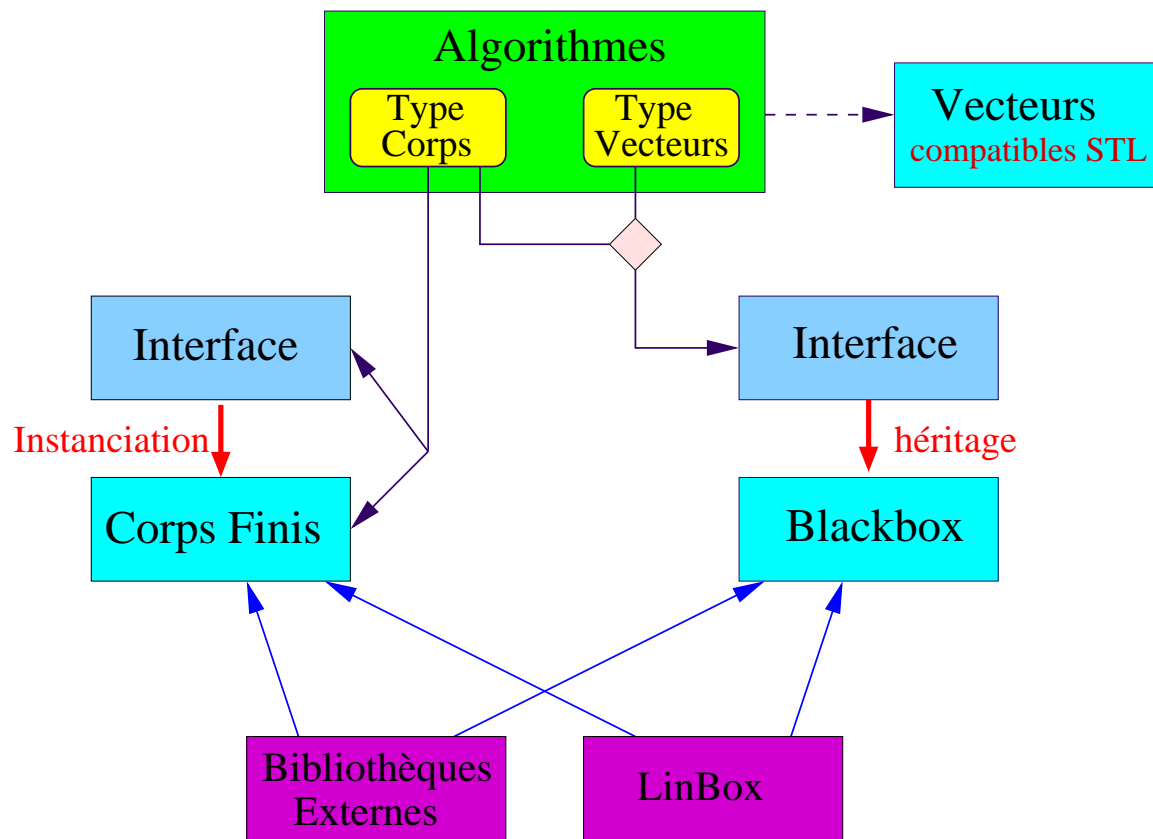 Algorithmes
Type
Corps
Type
Vecteurs
Vecteurs
compatibles STL
Interface
Interface
Instanciation
héritage
Corps Finis
Blackbox
Bibliothèques
Externes
LinBox